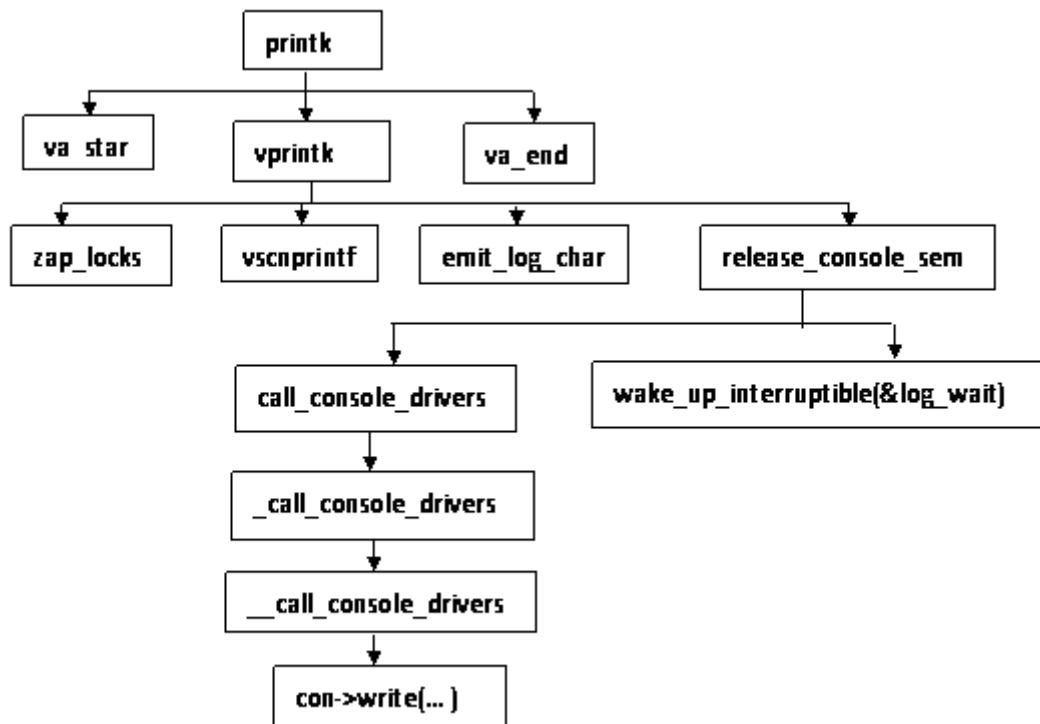 printk
va_star
vprintk
va_end
zap_locks
vscnprintf
emit_log_char
release_console_sem
call_console_drivers
wake_up_interruptible(&log_wait)
_call_console_drivers
__call_console_drivers
con->write(... )